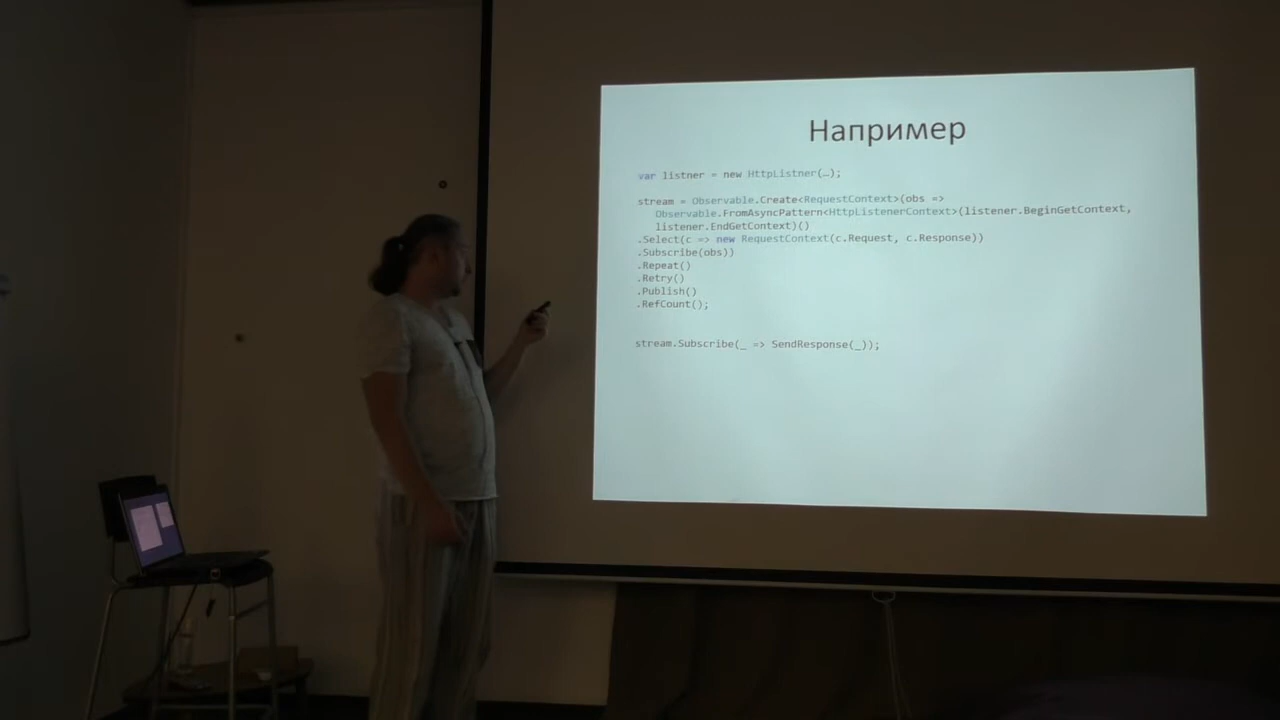 Например
var listner = new HttpListner(…);
stream = Observable.Create<RequestContext>(obs =>
Observable.FromAsyncPattern<HttpListenerContext>(listener.BeginGetContext,
listener.EndGetContext)()
.Select(c => new RequestContext(c.Request, c.Response))
.Subscribe(obs))
.Repeat()
.Retry()
.Publish()
.RefCount();
stream.Subscribe(_ => SendResponse(_));